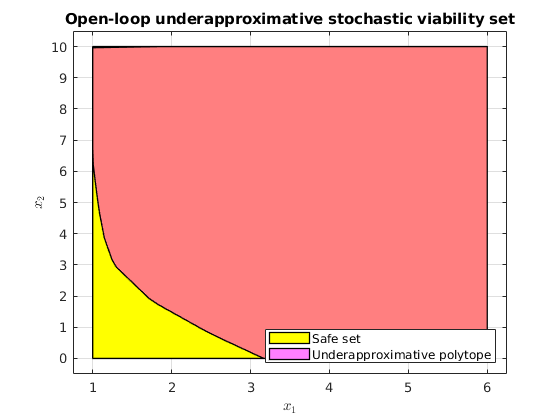 Open-loop underapproximative stochastic viability set
10
9
8
7
6
5
4
3
2
1
0
x2
Safe set
Underapproximative polytope
1 2 3 4 5 6
x1